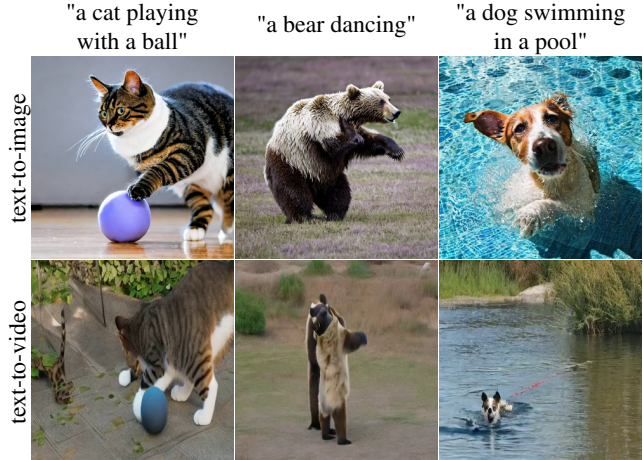 "a cat playing
with a ball"
"a bear dancing"
"a dog swimming
in a pool"
text-to-image
text-to-video